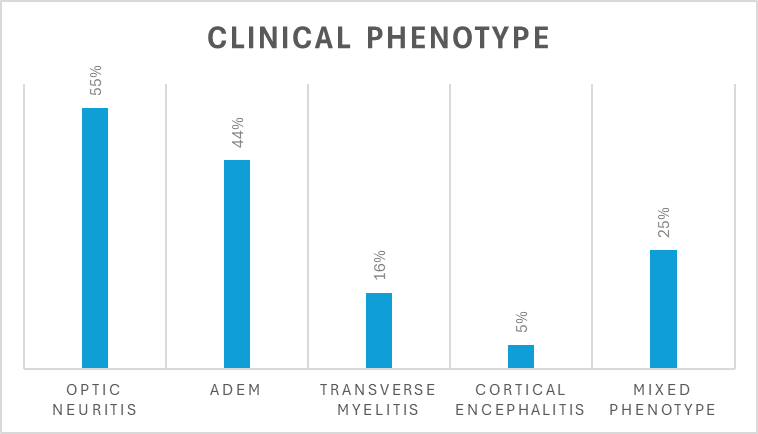 CLINICAL PHENOTYPE
55%
44%
16%
5%
25%
OPTIC
NEURITIS
ADEM
TRANSVERSE
MYELITIS
CORTICAL
ENCEPHALITIS
MIXED
PHENOTYPE